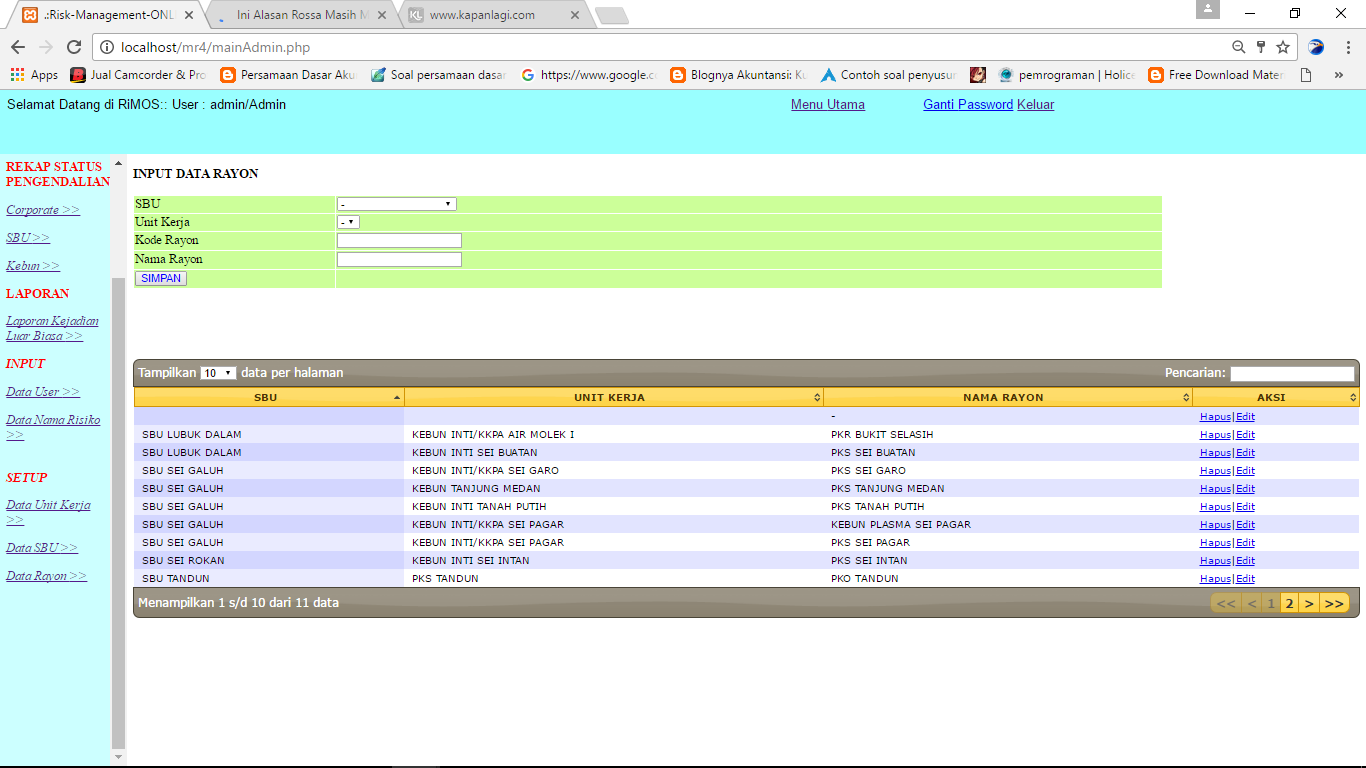 .:Risk-Management-ONL
Ini Alasan Rossa Masih M
KL www.kapanlagi.com
localhost/mr4/mainAdmin.php
Apps Jual Camcorder & Pro Persamaan Dasar Aku Soal persamaan dasar G https://www.google.c Blognya Akuntansi: Ku Contoh soal penyusun pemrograman | Holic Free Download Mater »
Selamat Datang di RiMOS:: User : admin/Admin
Menu Utama Ganti Password Keluar
REKAP STATUS
PENGENDALIAN
Corporate >>
SBU >>
Kebun >>
LAPORAN
Laporan Kejadian
Luar Biasa >>
INPUT
Data User >>
Data Nama Risiko
>>
SETUP
Data Unit Kerja
>>
Data SBU >>
Data Rayon >>
INPUT DATA RAYON
SBU -
Unit Kerja -
Kode Rayon
Nama Rayon
SIMPAN
Tampilkan 10 data per halaman Pencarian:
SBU UNIT KERJA NAMA RAYON AKSI
- Hapus|Edit
SBU LUBUK DALAM KEBUN INTI/KKPA AIR MOLEK I PKR BUKIT SELASIH Hapus|Edit
SBU LUBUK DALAM KEBUN INTI SEI BUATAN PKS SEI BUATAN Hapus|Edit
SBU SEI GALUH KEBUN INTI/KKPA SEI GARO PKS SEI GARO Hapus|Edit
SBU SEI GALUH KEBUN TANJUNG MEDAN PKS TANJUNG MEDAN Hapus|Edit
SBU SEI GALUH KEBUN INTI TANAH PUTIH PKS TANAH PUTIH Hapus|Edit
SBU SEI GALUH KEBUN INTI/KKPA SEI PAGAR KEBUN PLASMA SEI PAGAR Hapus|Edit
SBU SEI GALUH KEBUN INTI/KKPA SEI PAGAR PKS SEI PAGAR Hapus|Edit
SBU SEI ROKAN KEBUN INTI SEI INTAN PKS SEI INTAN Hapus|Edit
SBU TANDUN PKS TANDUN PKO TANDUN Hapus|Edit
Menampilkan 1 s/d 10 dari 11 data << < 1 2 > >>